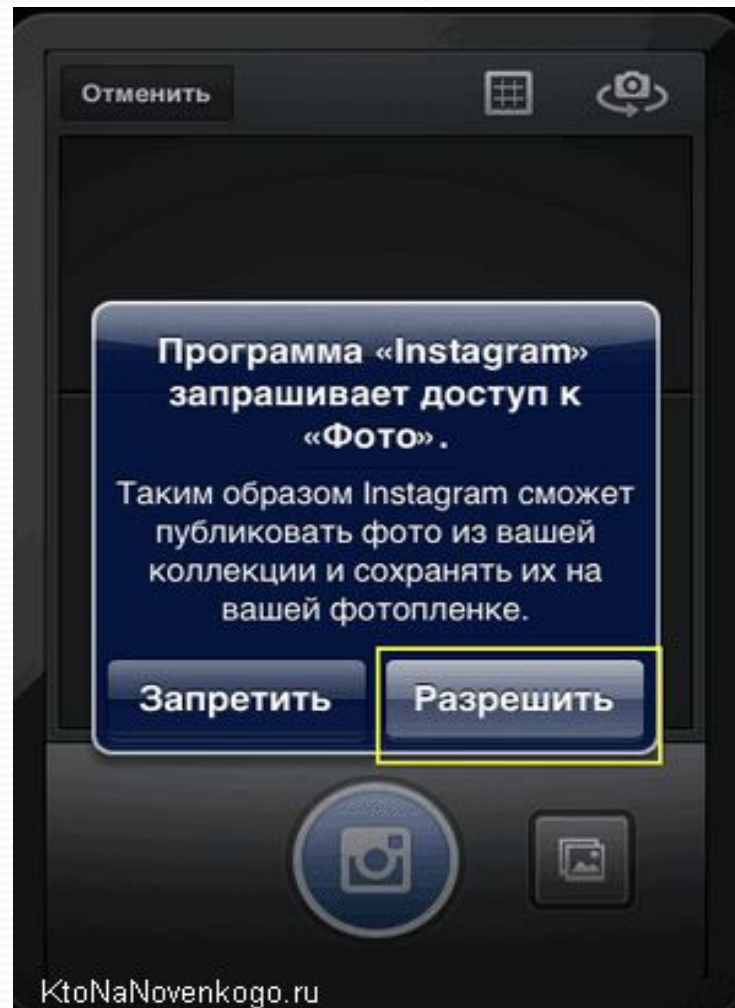 Отменить
Программа «Instagram»
запрашивает доступ к
«Фото».
Таким образом Instagram сможет
публиковать фото из вашей
коллекции и сохранять их на
вашей фотопленке.
Запретить
Разрешить
KtoNaNovenkogo.ru